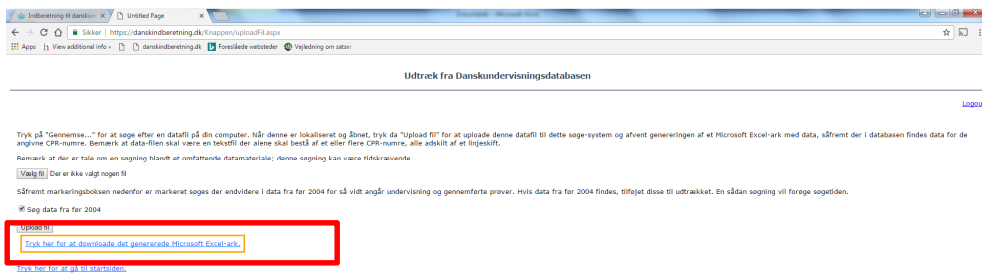 Indberetning til danskun
Untitled Page
Sikker | https://danskindberetning.dk/Knappen/uploadFil.aspx
Apps View additional info » danskindberetning.dk Foreslåede websteder Vejledning om satser
Udtræk fra Danskundervisningsdatabasen
Logou
Tryk på "Gennemse..." for at søge efter en datafil på din computer. Når denne er lokaliseret og åbnet, tryk da "Upload fil" for at uploade denne datafil til dette søge-system og afvent genereringen af et Microsoft Excel-ark med data, såfremt der i databasen findes data for de
angivne CPR-numre. Bemærk at data-filen skal være en tekstfil der alene skal bestå af et eller flere CPR-numre, alle adskilt af et linjeskift.
Bemærk at der er tale om en søgning blandt et omfattende datamateriale; denne søgning kan være tidskrævende
Vælg fil Der er ikke valgt nogen fil
Såfremt markeringsboksen nedenfor er markeret søges der endvidere i data fra før 2004 for så vidt angår undervisning og gennemførte prøver. Hvis data fra før 2004 findes, tilføjet disse til udtrækket. En sådan søgning vil forøge søgetiden.
Søg data fra før 2004
Upload fil
Tryk her for at downloade det genererede Microsoft Excel-ark.
Tryk her for at gå til startsiden.